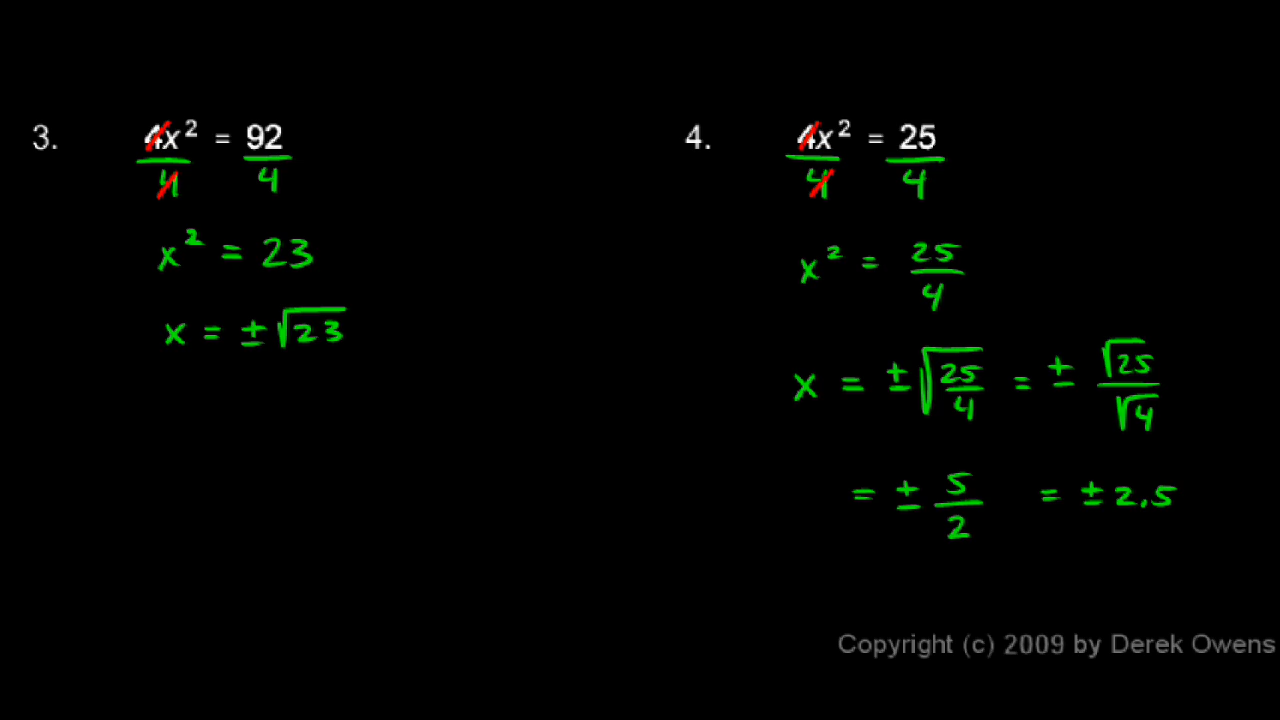 3. 4x² = 92
4 4
x² = 23
x = ±√23
4. 4x² = 25
4 4
x² = 25/4
x = ±√(25/4) = ± √25/√4
= ± 5/2 = ± 2.5
Copyright (c) 2009 by Derek Owens